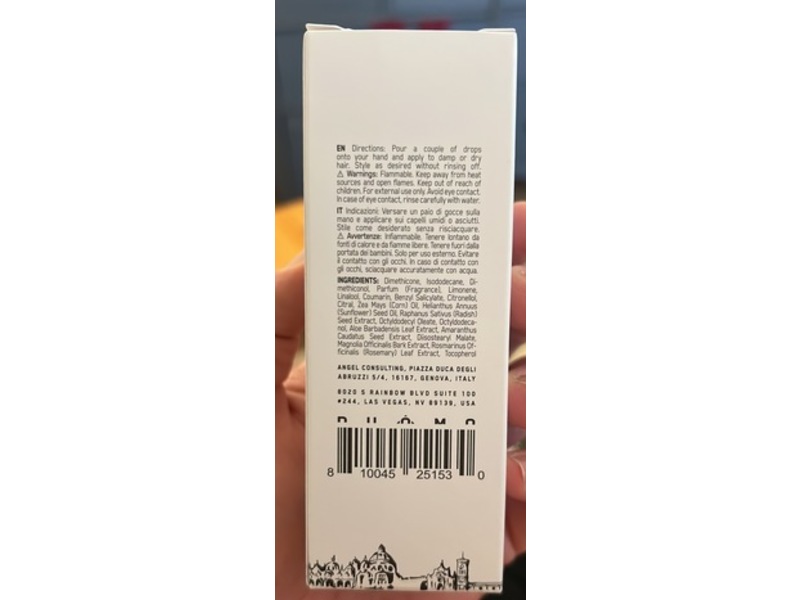 EN Directions: Pour a couple of drops
onto your hand and apply to damp or dry
hair. Style as desired without rinsing off.
⚠ Warnings: Flammable. Keep away from heat
sources and open flames. Keep out of reach of
children. For external use only. Avoid eye contact.
In case of eye contact, rinse carefully with water.
IT Indicazioni: Versare un paio di gocce sulla
mano e applicare sui capelli umidi o asciutti.
Stile come desiderato senza risciacquare.
⚠ Avvertenze: Infiammabile. Tenere lontano da
fonti di calore e da fiamme libere. Tenere fuori dalla
portata dei bambini. Solo per uso esterno. Evitare
il contatto con gli occhi. In caso di contatto con
gli occhi, sciacquare accuratamente con acqua.
INGREDIENTS: Dimethicone, Isododecane, Di-
methiconol, Parfum (Fragrance), Limonene,
Linalool, Coumarin, Benzyl Salicylate, Citronellol,
Citral, Zea Mays (Corn) Oil, Helianthus Annuus
(Sunflower) Seed Oil, Raphanus Sativus (Radish)
Seed Extract, Octyldodecyl Oleate, Octyldodeca-
nol, Aloe Barbadensis Leaf Extract, Amaranthus
Caudatus Seed Extract, Diisostearyl Malate,
Magnolia Officinalis Bark Extract, Rosmarinus Of-
ficinalis (Rosemary) Leaf Extract, Tocopherol
ANGEL CONSULTING, PIAZZA DUCA DEGLI
ABRUZZI 5/4, 16167, GENOVA, ITALY
8020 S RAINBOW BLVD SUITE 100
#244, LAS VEGAS, NV 89139, USA
8 10045 25153 0